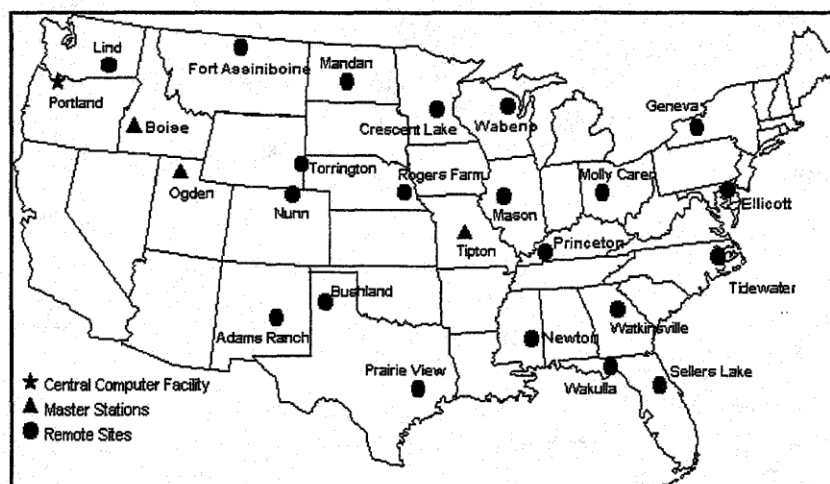 Lind
Fort Assiniboine
Mandan
Portland
Boise
Crescent Lake
Wabeno
Geneva
Ogden
Torrington
Rogers Farm
Molly Caren
Nunn
Mason
Ellicott
Tipton
Princeton
Tidewater
Bushland
Adams Ranch
Newton
Watkinsville
Prairie View
Wakulla
Sellers Lake
Central Computer Facility
Master Stations
Remote Sites